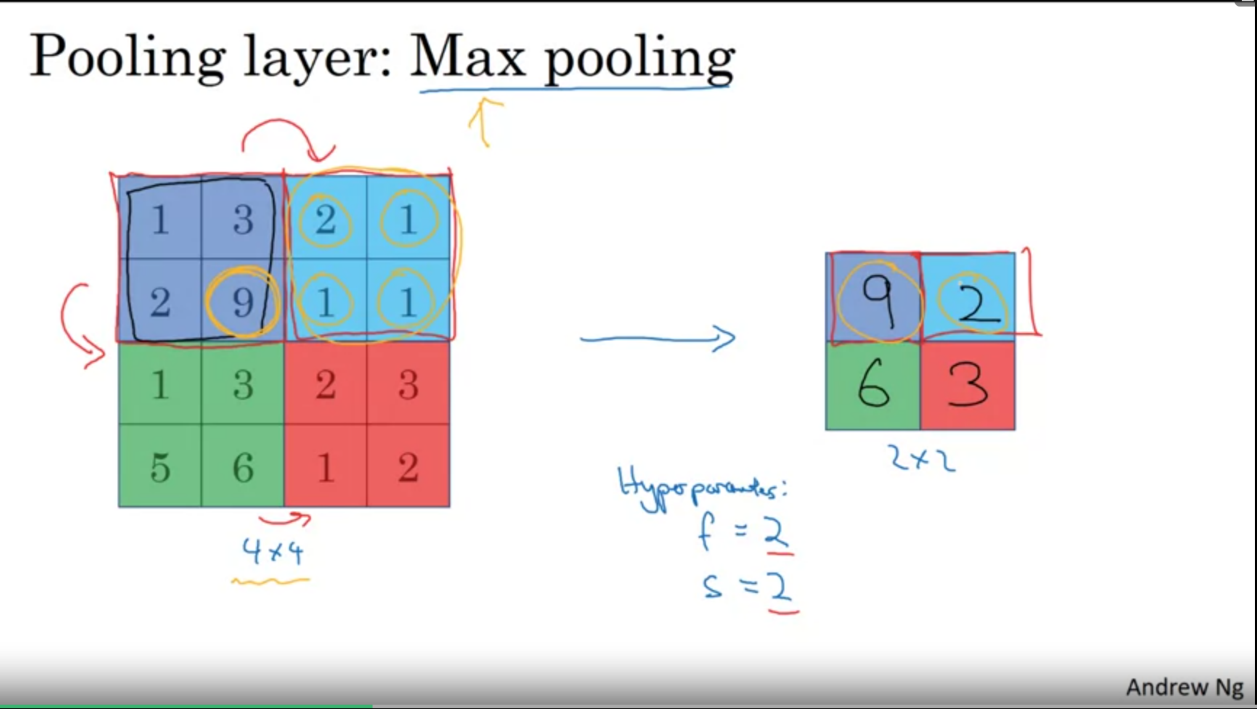 Pooling layer: Max pooling
1 3 2 1
2 9 1 1
1 3 2 3
5 6 1 2
4×4
9 2
6 3
2×2
Hyperparameters:
f = 2
s = 2
Andrew Ng